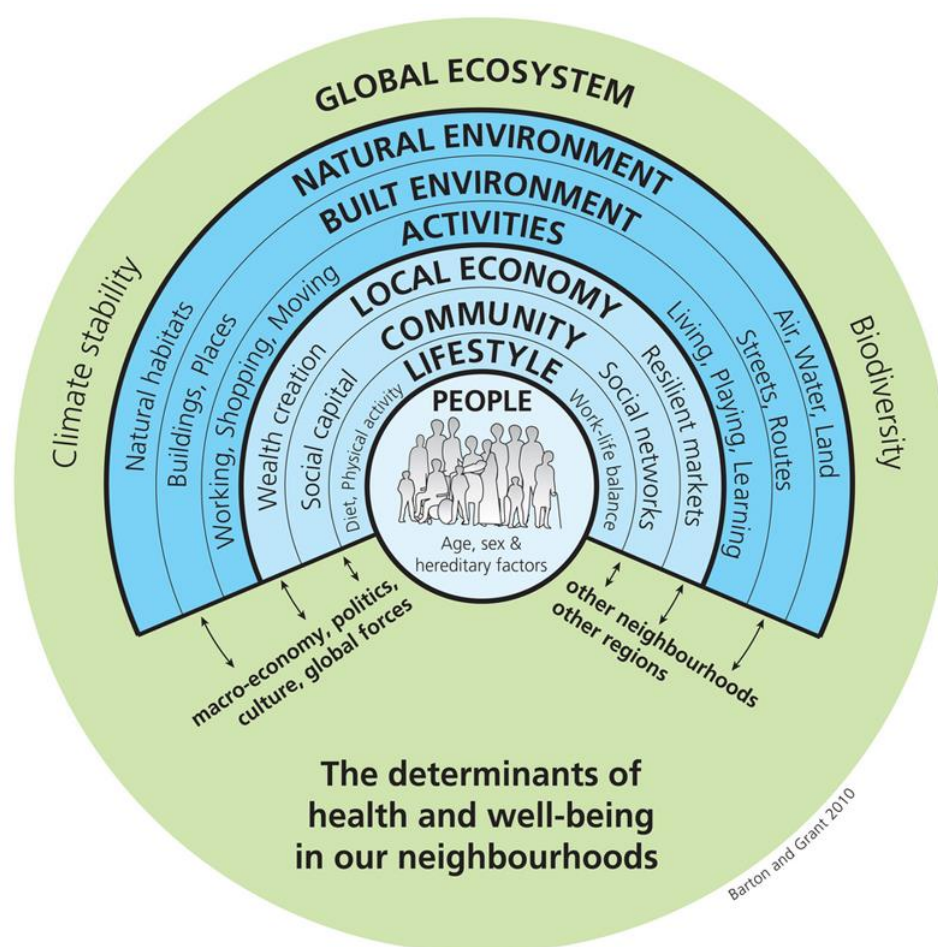 GLOBAL ECOSYSTEM
NATURAL ENVIRONMENT
BUILT ENVIRONMENT
ACTIVITIES
LOCAL ECONOMY
COMMUNITY
LIFESTYLE
PEOPLE
Age, sex &
hereditary factors
Climate stability
Natural habitats
Buildings, Places
Working, Shopping, Moving
Wealth creation
Social capital
Diet, Physical activity
Work-life balance
Social networks
Resilient markets
Living, Playing, Learning
Streets, Routes
Air, Water, Land
Biodiversity
macro-economy, politics,
culture, global forces
other neighbourhoods
other regions
The determinants of
health and well-being
in our neighbourhoods
Barton and Grant 2010